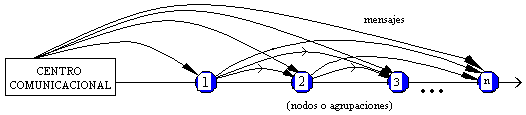 mensajes
CENTRO
COMUNICACIONAL
1
2
3
...
n
(nodos o agrupaciones)